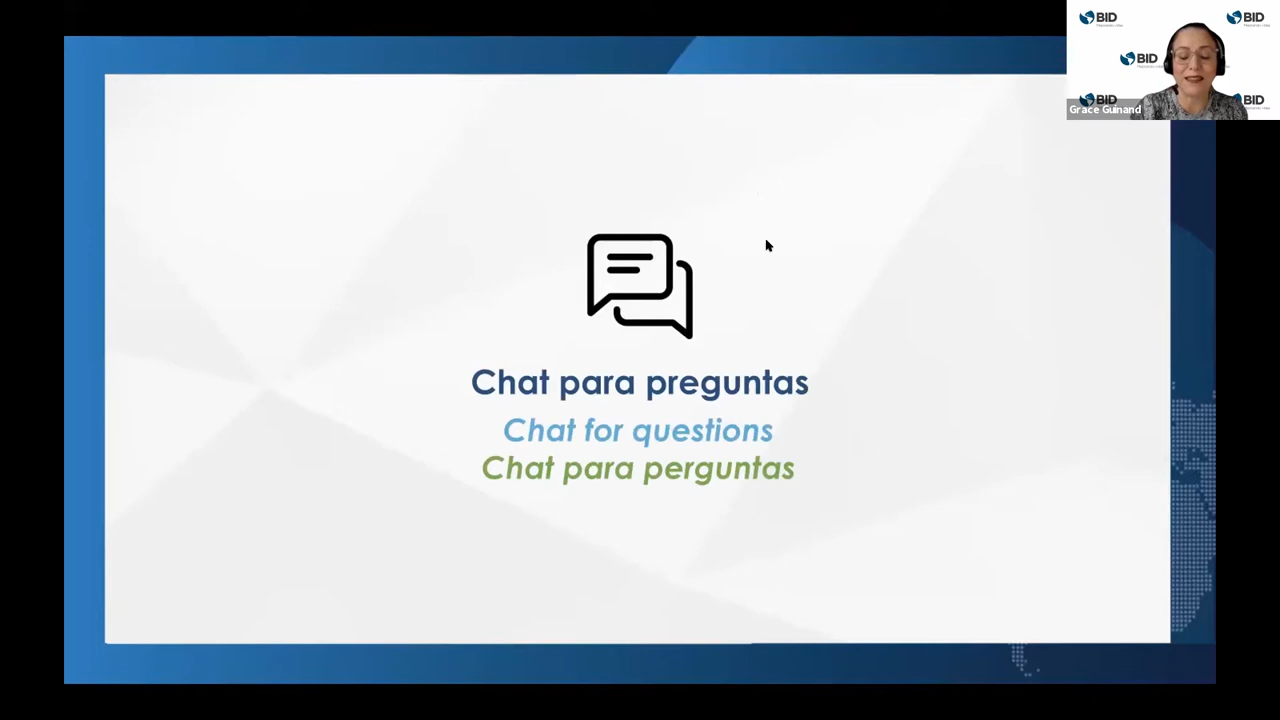 Chat para preguntas
Chat for questions
Chat para perguntas
BID
BID
BID
BID
BID
Grace Guinand